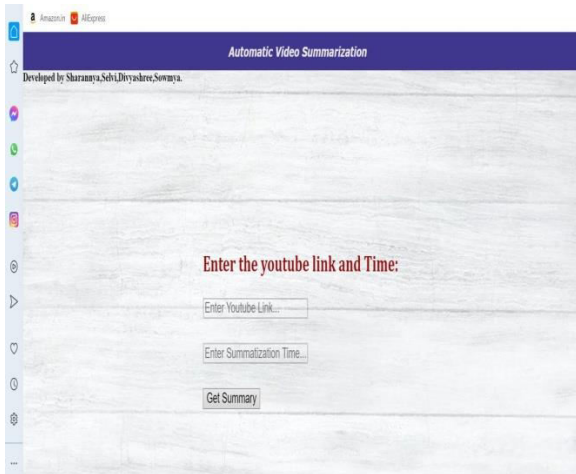 Amazon.in AliExpress
Automatic Video Summarization
Developed by Sharannya,Selvi,Divyashree,Sowmya.
Enter the youtube link and Time:
Enter Youtube Link...
Enter Summatization Time...
Get Summary